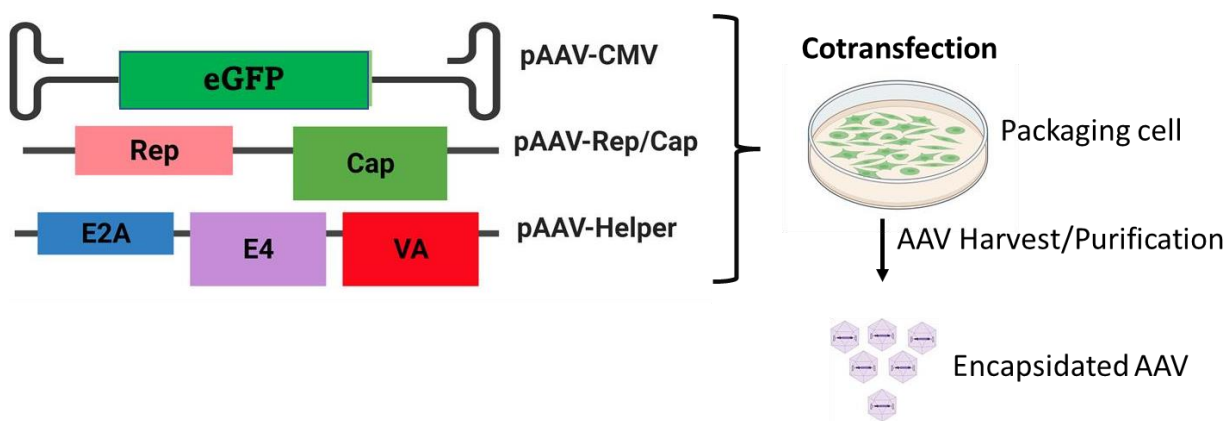 eGFP
pAAV-CMV
Rep
Cap
pAAV-Rep/Cap
E2A
E4
VA
pAAV-Helper
Cotransfection
Packaging cell
AAV Harvest/Purification
Encapsidated AAV